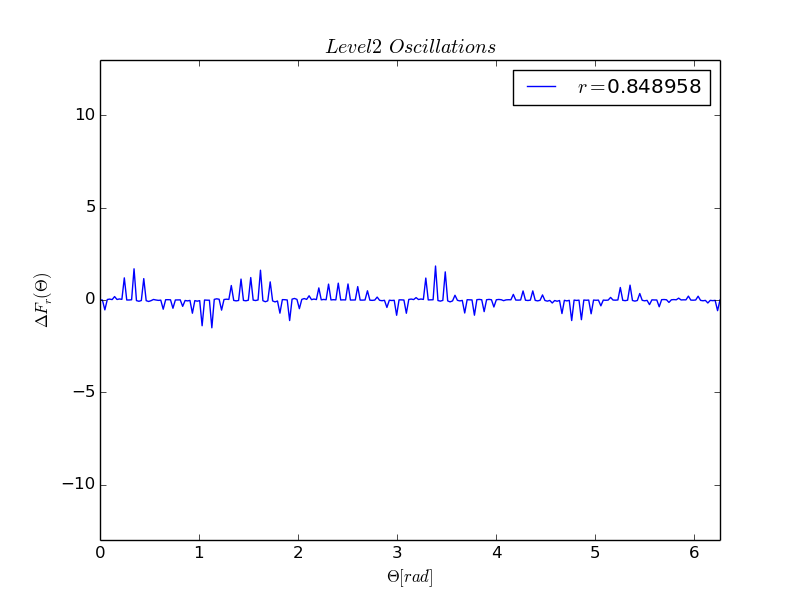 Level2 Oscillations
r=0.848958
10
5
0
−5
−10
ΔF_r(Θ)
0 1 2 3 4 5 6
Θ[rad]